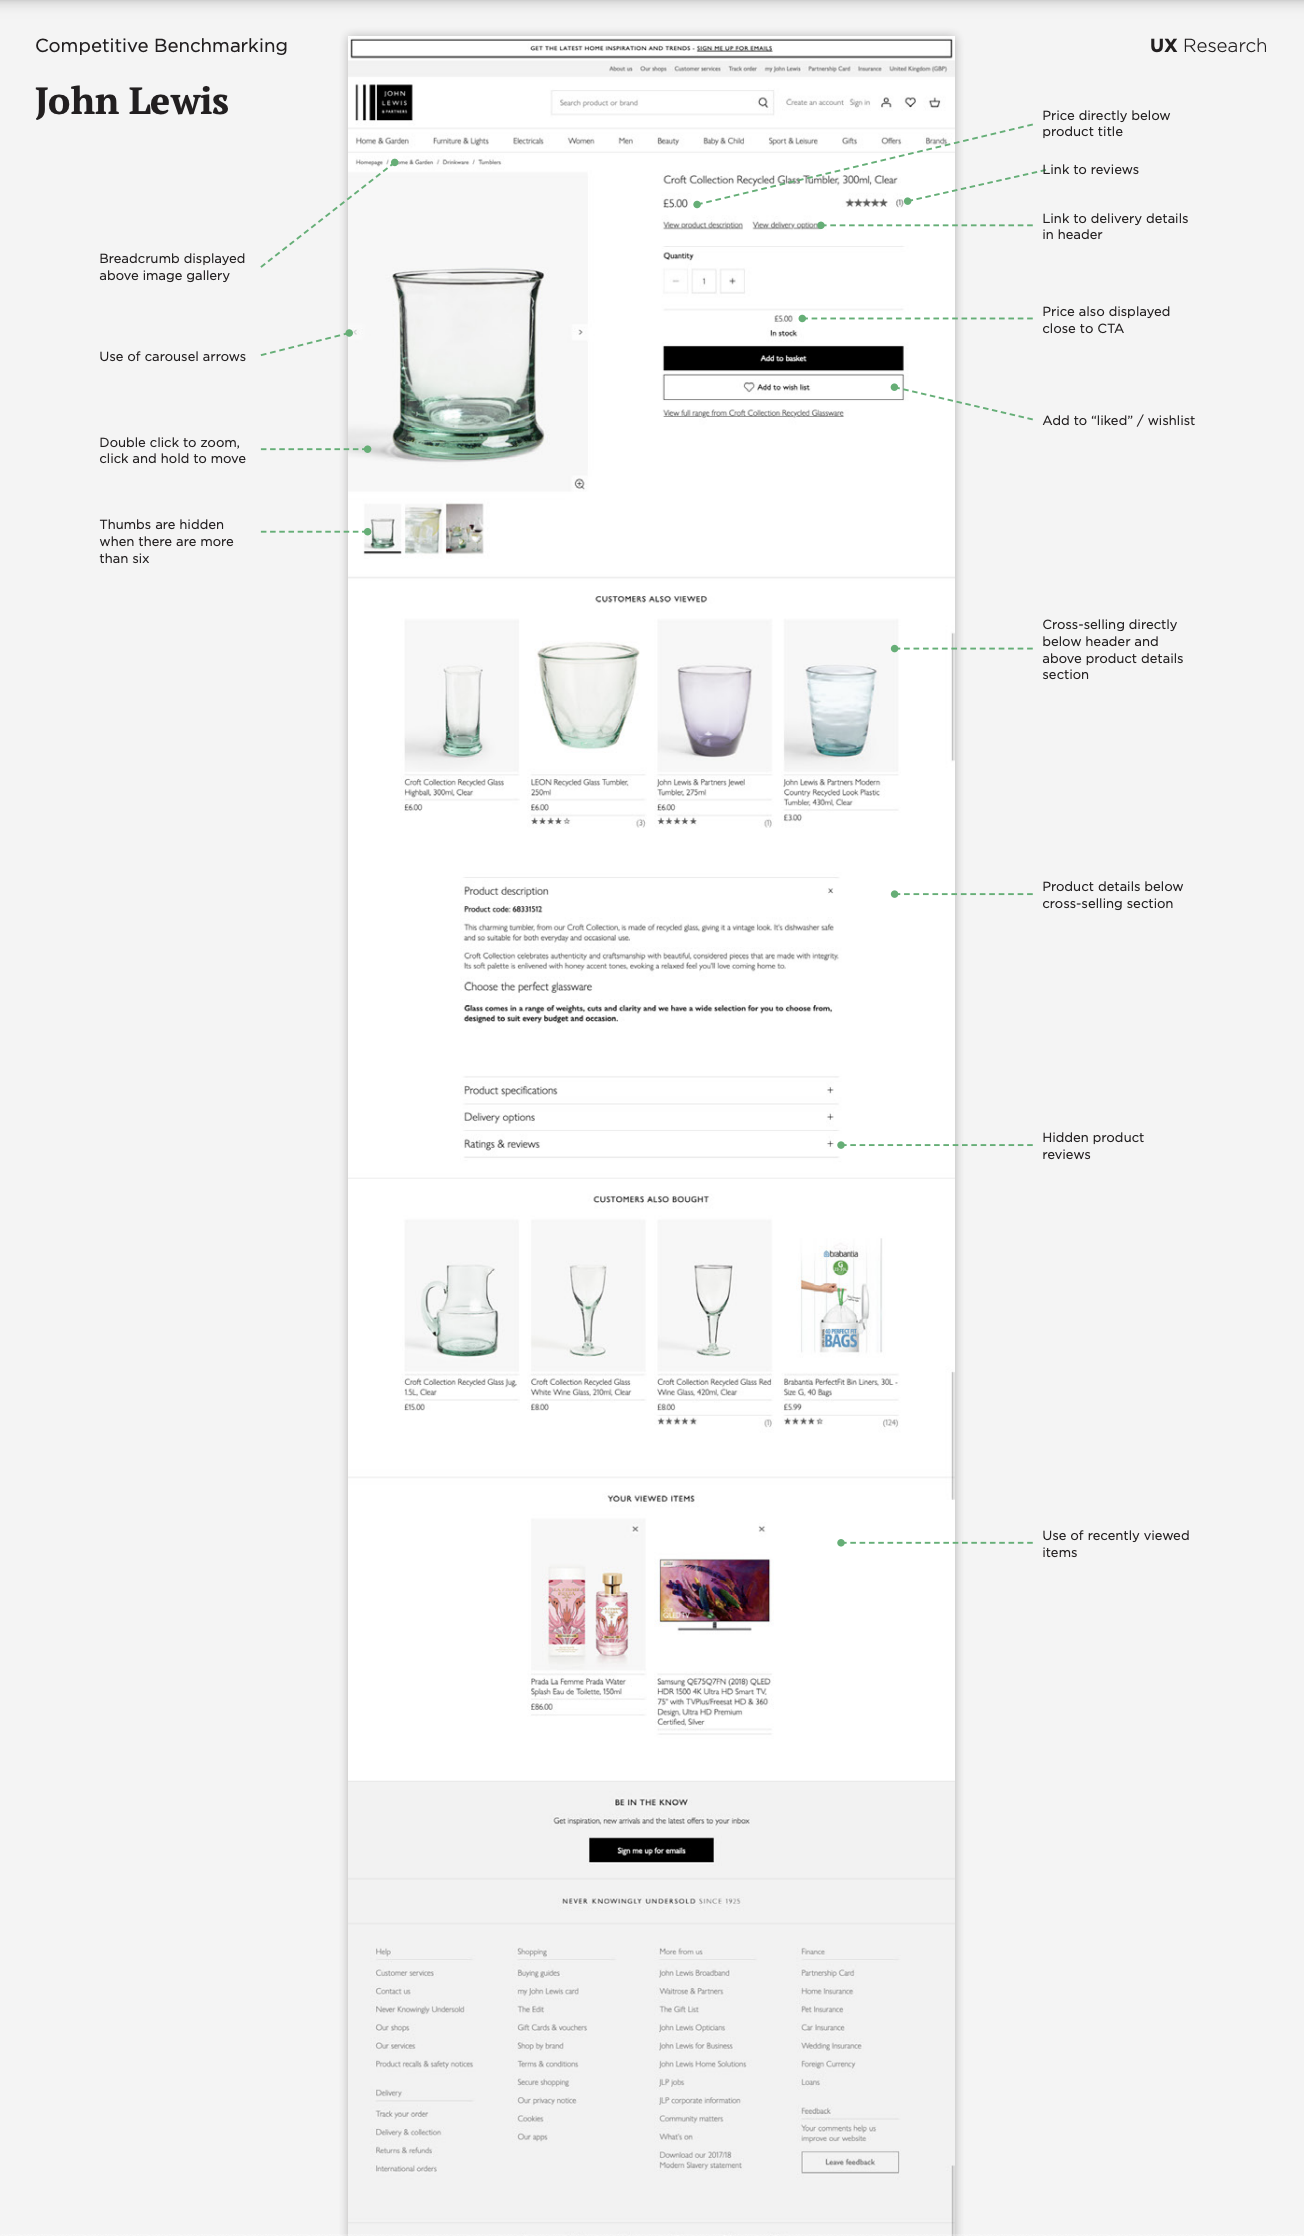 Competitive Benchmarking
UX Research
John Lewis
GET THE LATEST HOME INSPIRATION AND TRENDS - SIGN ME UP FOR EMAILS
About us Our shops Customer services Track order my John Lewis Partnership Card Insurance United Kingdom (GBP)
JOHN
LEWIS
& PARTNERS
Search product or brand
Create an account Sign in
Home & Garden Furniture & Lights Electricals Women Men Beauty Baby & Child Sport & Leisure Gifts Offers Brands
Homepage / Home & Garden / Drinkware / Tumblers
Croft Collection Recycled Glass Tumbler, 300ml, Clear
£5.00
★★★★★ (1)
View product description View delivery options
Quantity
− 1 +
£5.00
In stock
Add to basket
Add to wish list
View full range from Croft Collection Recycled Glassware
Price directly below
product title
Link to reviews
Link to delivery details
in header
Price also displayed
close to CTA
Add to “liked” / wishlist
Breadcrumb displayed
above image gallery
Use of carousel arrows
Double click to zoom,
click and hold to move
Thumbs are hidden
when there are more
than six
CUSTOMERS ALSO VIEWED
Croft Collection Recycled Glass
Highball, 300ml, Clear
£6.00
LEON Recycled Glass Tumbler,
250ml
£6.00
★★★★☆ (3)
John Lewis & Partners Jewel
Tumbler, 275ml
£6.00
★★★★★ (1)
John Lewis & Partners Modern
Country Recycled Look Plastic
Tumbler, 430ml, Clear
£3.00
Cross-selling directly
below header and
above product details
section
Product description ×
Product code: 68331512
This charming tumbler, from our Croft Collection, is made of recycled glass, giving it a vintage look. It's dishwasher safe
and so suitable for both everyday and occasional use.
Croft Collection celebrates authenticity and craftsmanship with beautiful, considered pieces that are made with integrity.
Its soft palette is enlivened with honey accent tones, evoking a relaxed feel you'll love coming home to.
Choose the perfect glassware
Glass comes in a range of weights, cuts and clarity and we have a wide selection for you to choose from,
designed to suit every budget and occasion.
Product details below
cross-selling section
Product specifications +
Delivery options +
Ratings & reviews +
Hidden product
reviews
CUSTOMERS ALSO BOUGHT
brabantia
40 PERFECT FIT
BAGS
Croft Collection Recycled Glass Jug,
1.5L, Clear
£15.00
Croft Collection Recycled Glass
White Wine Glass, 210ml, Clear
£8.00
Croft Collection Recycled Glass Red
Wine Glass, 420ml, Clear
£8.00
★★★★★ (1)
Brabantia PerfectFit Bin Liners, 30L -
Size G, 40 Bags
£5.99
★★★★☆ (124)
YOUR VIEWED ITEMS
Use of recently viewed
items
Prada La Femme Prada Water
Splash Eau de Toilette, 150ml
£86.00
Samsung QE75Q7FN (2018) QLED
HDR 1500 4K Ultra HD Smart TV,
75" with TVPlus/Freesat HD & 360
Design, Ultra HD Premium
Certified, Silver
BE IN THE KNOW
Get inspiration, new arrivals and the latest offers to your inbox
Sign me up for emails
NEVER KNOWINGLY UNDERSOLD SINCE 1925
Help
Customer services
Contact us
Never Knowingly Undersold
Our shops
Our services
Product recalls & safety notices
Delivery
Track your order
Delivery & collection
Returns & refunds
International orders
Shopping
Buying guides
my John Lewis card
The Edit
Gift Cards & vouchers
Shop by brand
Terms & conditions
Secure shopping
Our privacy notice
Cookies
Our apps
More from us
John Lewis Broadband
Waitrose & Partners
The Gift List
John Lewis Opticians
John Lewis for Business
John Lewis Home Solutions
JLP jobs
JLP corporate information
Community matters
What's on
Download our 2017/18
Modern Slavery statement
Finance
Partnership Card
Home Insurance
Pet Insurance
Car Insurance
Wedding Insurance
Foreign Currency
Loans
Feedback
Your comments help us
improve our website
Leave feedback